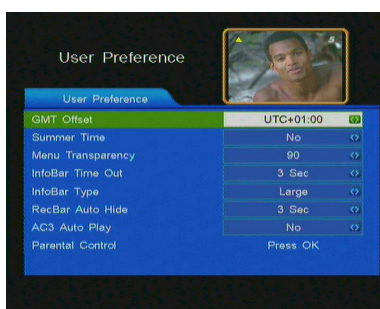 User Preference
User Preference
GMT Offset UTC+01:00
Summer Time No
Menu Transparency 90
InfoBar Time Out 3 Sec
InfoBar Type Large
RecBar Auto Hide 3 Sec
AC3 Auto Play No
Parental Control Press OK